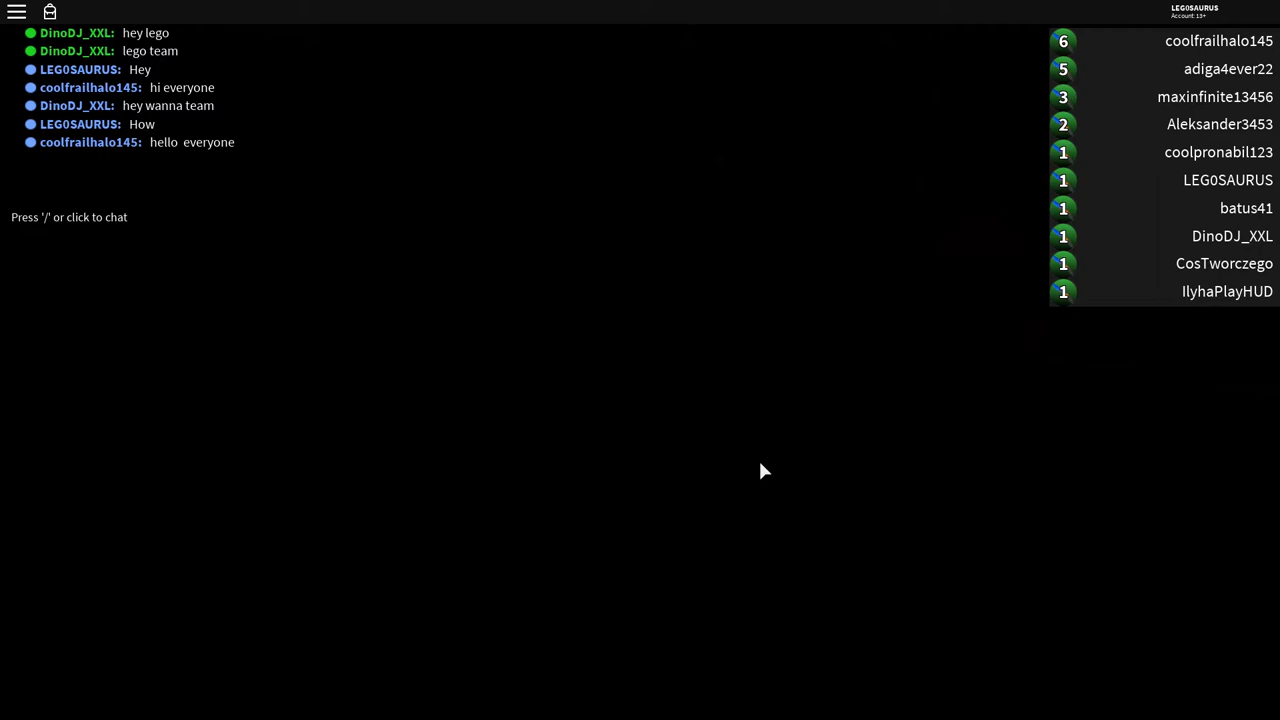 LEG0SAURUS
Account: 13+
DinoDJ_XXL: hey lego
DinoDJ_XXL: lego team
LEG0SAURUS: Hey
coolfrailhalo145: hi everyone
DinoDJ_XXL: hey wanna team
LEG0SAURUS: How
coolfrailhalo145: hello everyone
Press '/' or click to chat
6 coolfrailhalo145
5 adiga4ever22
3 maxinfinite13456
2 Aleksander3453
1 coolpronabil123
1 LEG0SAURUS
1 batus41
1 DinoDJ_XXL
1 CosTworczego
1 IlyhaPlayHUD